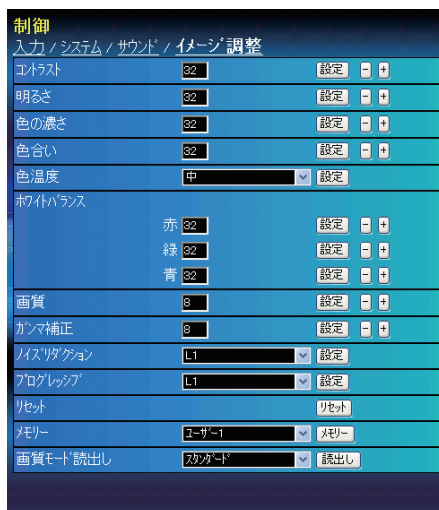 制御
入力 / システム / サウンド / イメージ調整
コントラスト 32 設定 - +
明るさ 32 設定 - +
色の濃さ 32 設定 - +
色合い 32 設定 - +
色温度 中 設定
ホワイトバランス
赤 32 設定 - +
緑 32 設定 - +
青 32 設定 - +
画質 8 設定 - +
ガンマ補正 8 設定 - +
ノイズリダクション L1 設定
プログレッシブ L1 設定
リセット リセット
メモリー ユーザー1 メモリー
画質モード読出し スタンダード 読出し